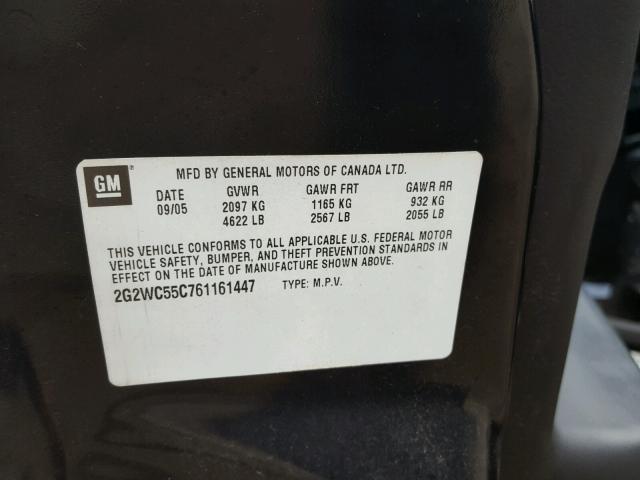 GM
MFD BY GENERAL MOTORS OF CANADA LTD.
DATE GVWR GAWR FRT GAWR RR
09/05 2097 KG 1165 KG 932 KG
4622 LB 2567 LB 2055 LB
THIS VEHICLE CONFORMS TO ALL APPLICABLE U.S. FEDERAL MOTOR
VEHICLE SAFETY, BUMPER, AND THEFT PREVENTION STANDARDS IN
EFFECT ON THE DATE OF MANUFACTURE SHOWN ABOVE.
2G2WC55C761161447 TYPE: M.P.V.